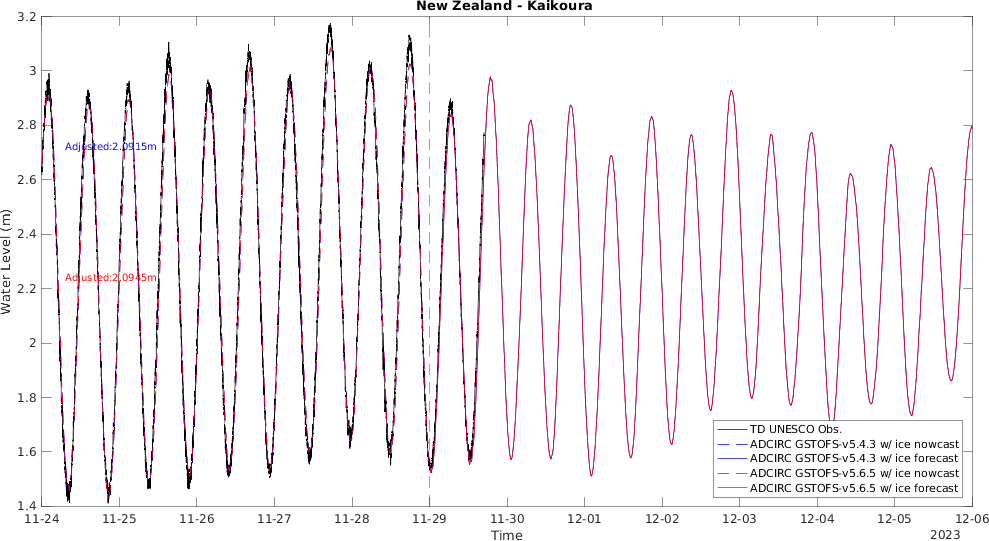 New Zealand - Kaikoura
3.2
3
2.8
2.6
2.4
2.2
2
1.8
1.6
1.4
Water Level (m)
Adjusted:2.0915m
Adjusted:2.0945m
TD UNESCO Obs.
ADCIRC GSTOFS-v5.4.3 w/ ice nowcast
ADCIRC GSTOFS-v5.4.3 w/ ice forecast
ADCIRC GSTOFS-v5.6.5 w/ ice nowcast
ADCIRC GSTOFS-v5.6.5 w/ ice forecast
11-24 11-25 11-26 11-27 11-28 11-29 11-30 12-01 12-02 12-03 12-04 12-05 12-06
Time
2023